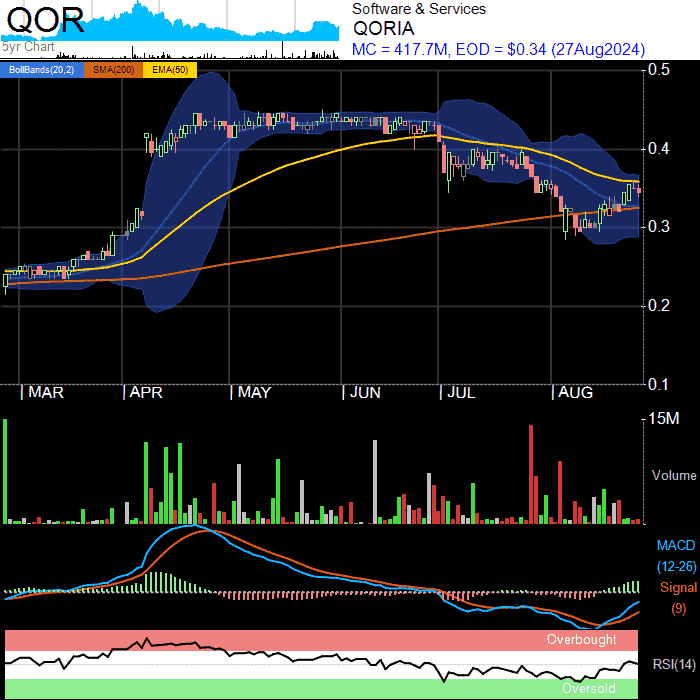 QOR
5yr Chart
Software & Services
QORIA
MC = 417.7M, EOD = $0.34 (27Aug2024)
BollBands(20,2) SMA(200) EMA(50)
0.5
0.4
0.3
0.2
0.1
| MAR | APR | MAY | JUN | JUL | AUG
15M
Volume
MACD
(12-26)
Signal
(9)
Overbought
RSI(14)
Oversold